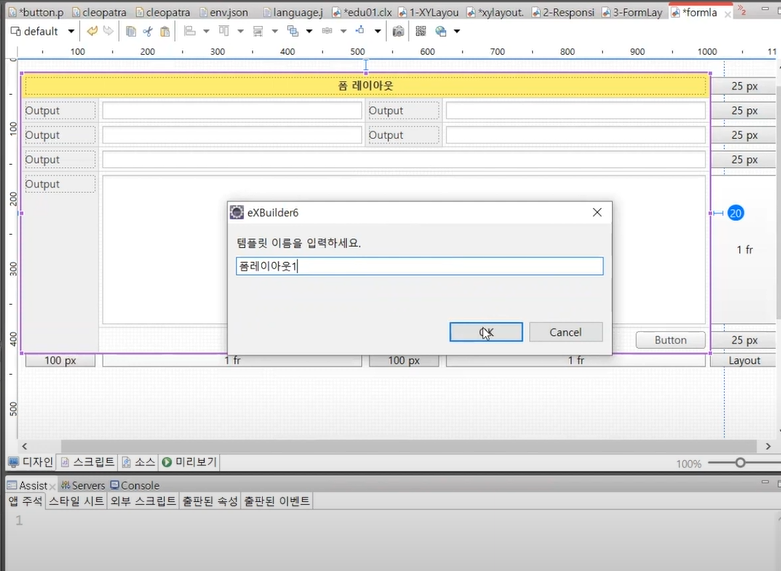 *button.p cleopatra cleopatra env.json language.j *edu01.clx 1-XYLayou *xylayout. 2-Responsi 3-FormLay *formla
default
100 200 300 400 500 600 700 800 900 1000 11
폼 레이아웃 25 px
Output Output 25 px
Output Output 25 px
Output 25 px
Output
eXBuilder6
템플릿 이름을 입력하세요.
폼레이아웃1
20
1 fr
OK Cancel
Button 25 px
100 px 1 fr 100 px 1 fr Layout
100
200
300
400
500
디자인 스크립트 소스 미리보기 100%
Assist Servers Console
앱 주석 스타일 시트 외부 스크립트 출판된 속성 출판된 이벤트
1